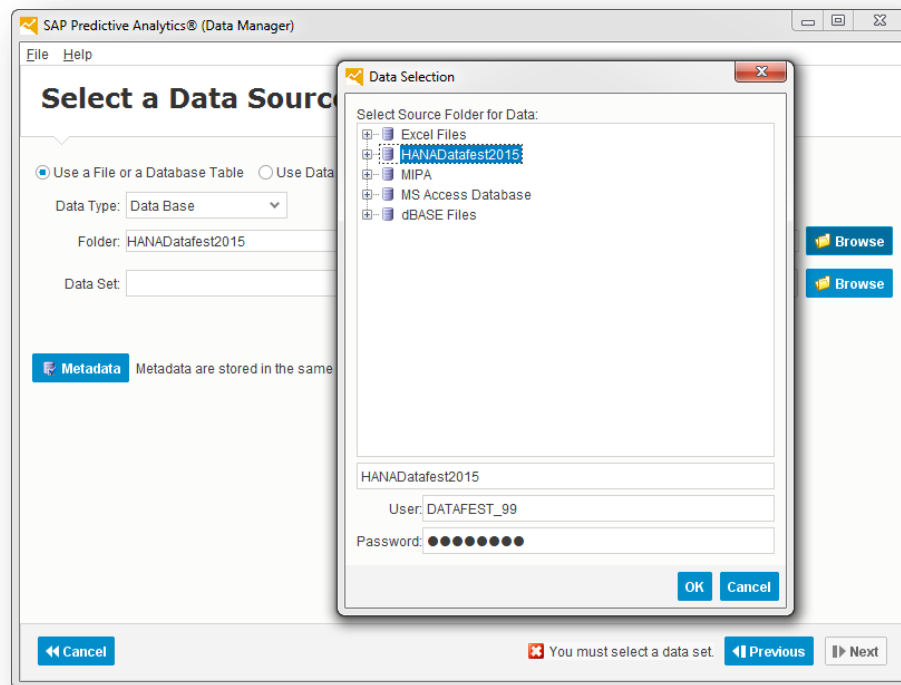 SAP Predictive Analytics® (Data Manager)
File Help
Select a Data Sourc
Use a File or a Database Table Use Data
Data Type: Data Base
Folder: HANADatafest2015
Browse
Data Set:
Browse
Metadata Metadata are stored in the same
Data Selection
Select Source Folder for Data:
Excel Files
HANADatafest2015
MIPA
MS Access Database
dBASE Files
HANADatafest2015
User: DATAFEST_99
Password: ●●●●●●●●
OK Cancel
Cancel
You must select a data set. Previous Next